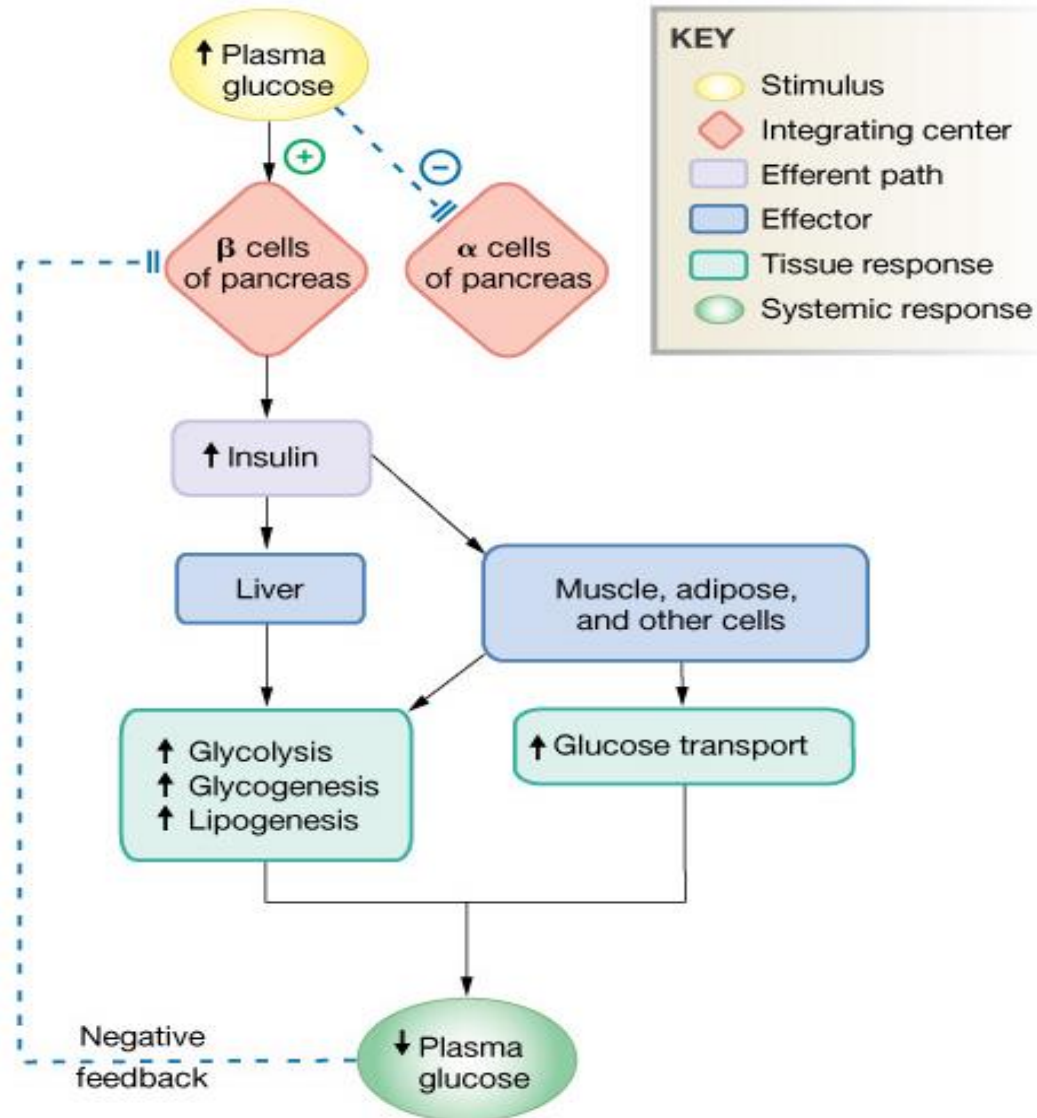 ↑ Plasma
glucose
+
−
β cells
of pancreas
α cells
of pancreas
↑ Insulin
Liver
Muscle, adipose,
and other cells
↑ Glycolysis
↑ Glycogenesis
↑ Lipogenesis
↑ Glucose transport
Negative
feedback
↓ Plasma
glucose
KEY
Stimulus
Integrating center
Efferent path
Effector
Tissue response
Systemic response